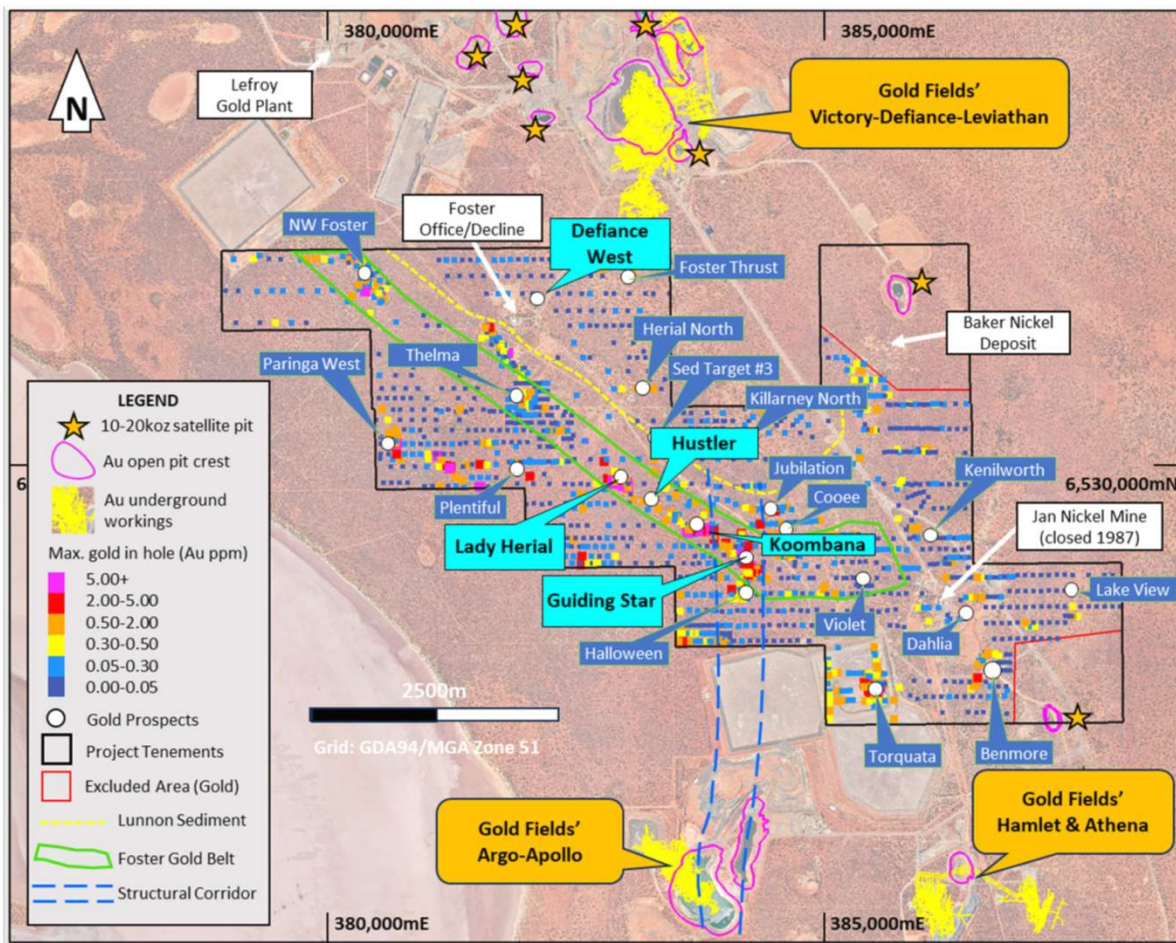 380,000mE
385,000mE
N
Lefroy
Gold Plant
Gold Fields'
Victory-Defiance-Leviathan
NW Foster
Foster
Office/Decline
Defiance
West
Foster Thrust
Baker Nickel
Deposit
Herial North
Thelma
Paringa West
Sed Target #3
Killarney North
Hustler
Jubilation
Kenilworth
Cooee
6,530,000mN
6
Plentiful
Lady Herial
Koombana
Jan Nickel Mine
(closed 1987)
Guiding Star
Lake View
Violet
Dahlia
Halloween
2500m
Grid: GDA94/MGA Zone 51
Torquata
Benmore
Gold Fields'
Argo-Apollo
Gold Fields'
Hamlet & Athena
LEGEND
10-20koz satellite pit
Au open pit crest
Au underground
workings
Max. gold in hole (Au ppm)
5.00+
2.00-5.00
0.50-2.00
0.30-0.50
0.05-0.30
0.00-0.05
Gold Prospects
Project Tenements
Excluded Area (Gold)
Lunnon Sediment
Foster Gold Belt
Structural Corridor
380,000mE
385,000mE